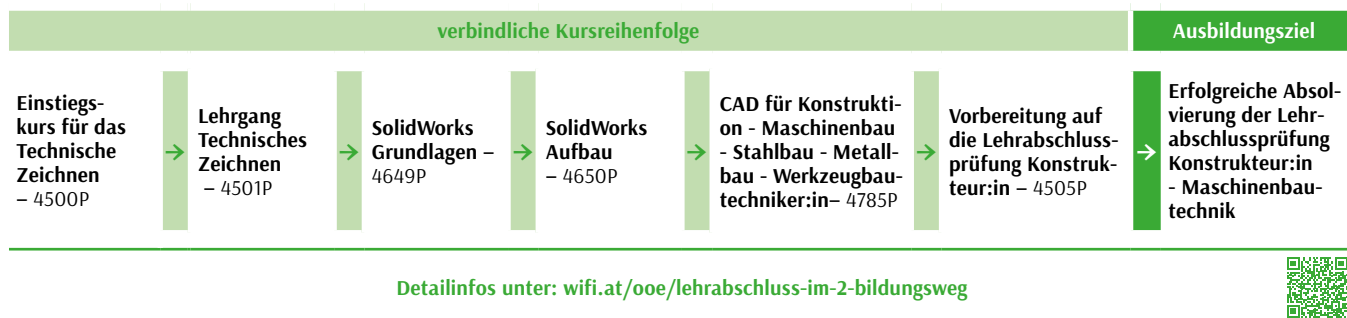 verbindliche Kursreihenfolge
Ausbildungsziel
Einstiegs-
kurs für das
Technische
Zeichnen
– 4500P
Lehrgang
Technisches
Zeichnen
– 4501P
SolidWorks
Grundlagen –
4649P
SolidWorks
Aufbau
– 4650P
CAD für Konstrukti-
on - Maschinenbau
- Stahlbau - Metall-
bau - Werkzeugbau-
techniker:in– 4785P
Vorbereitung auf
die Lehrabschluss-
prüfung Konstruk-
teur:in – 4505P
Erfolgreiche Absol-
vierung der Lehr-
abschlussprüfung
Konstrukteur:in
- Maschinenbau-
technik
Detailinfos unter: wifi.at/ooe/lehrabschluss-im-2-bildungsweg